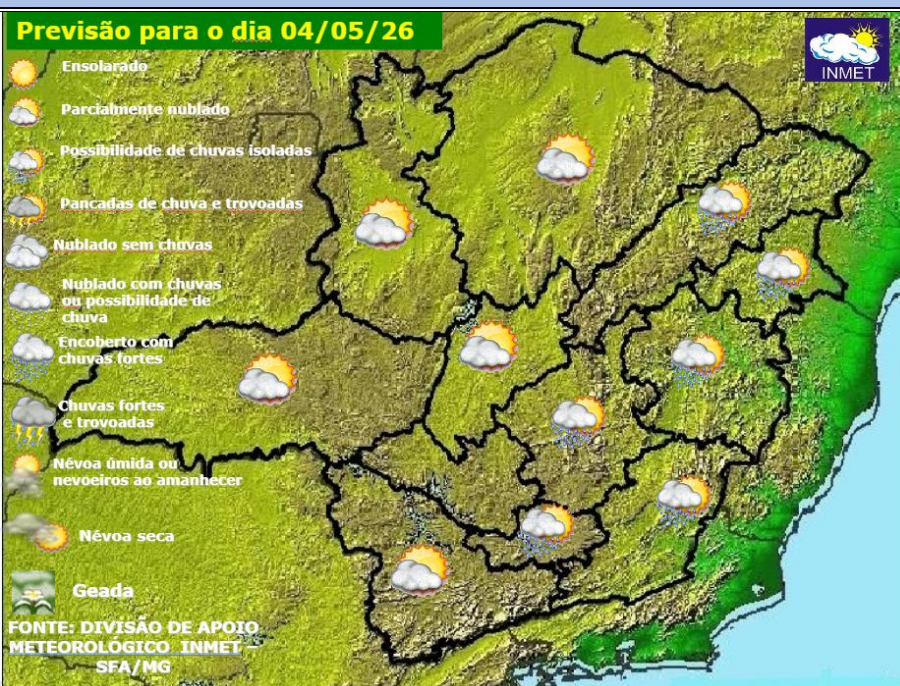 Previsão para o dia 04/05/26
INMET
Ensolarado
Parcialmente nublado
Possibilidade de chuvas isoladas
Pancadas de chuva e trovoadas
Nublado sem chuvas
Nublado com chuvas
ou possibilidade de
chuva
Encoberto com
chuvas fortes
Chuvas fortes
e trovoadas
Névoa úmida ou
nevoeiros ao amanhecer
Névoa seca
Geada
FONTE: DIVISÃO DE APOIO
METEOROLÓGICO INMET –
SFA/MG